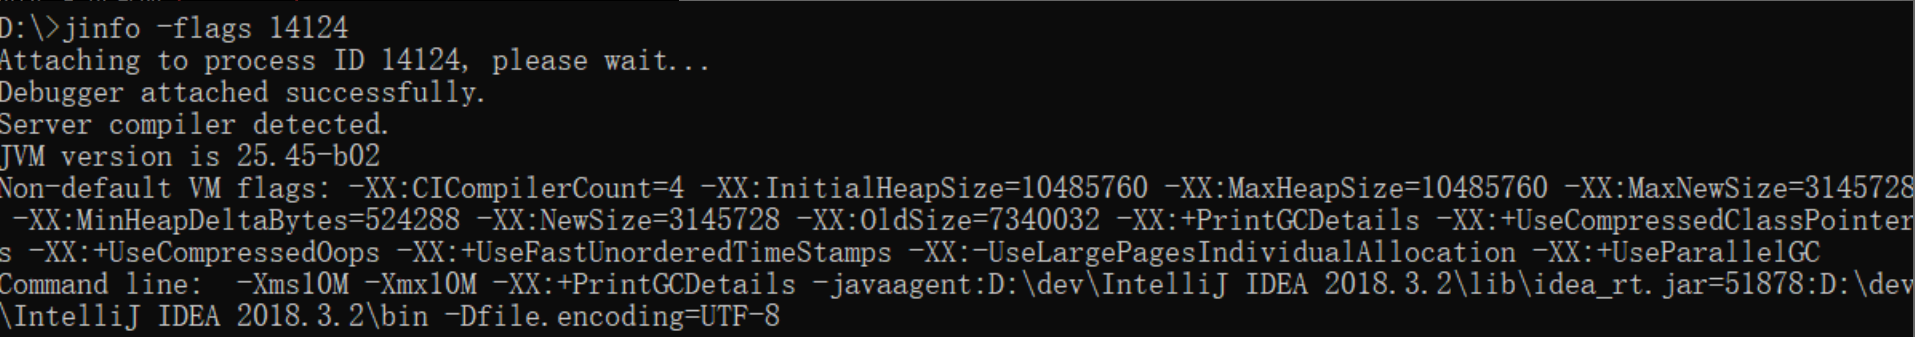 D:\>jinfo -flags 14124
Attaching to process ID 14124, please wait...
Debugger attached successfully.
Server compiler detected.
JVM version is 25.45-b02
Non-default VM flags: -XX:CICompilerCount=4 -XX:InitialHeapSize=10485760 -XX:MaxHeapSize=10485760 -XX:MaxNewSize=3145728
 -XX:MinHeapDeltaBytes=524288 -XX:NewSize=3145728 -XX:OldSize=7340032 -XX:+PrintGCDetails -XX:+UseCompressedClassPointer
s -XX:+UseCompressedOops -XX:+UseFastUnorderedTimeStamps -XX:-UseLargePagesIndividualAllocation -XX:+UseParallelGC
Command line:  -Xms10M -Xmx10M -XX:+PrintGCDetails -javaagent:D:\dev\IntelliJ IDEA 2018.3.2\lib\idea_rt.jar=51878:D:\dev
\IntelliJ IDEA 2018.3.2\bin -Dfile.encoding=UTF-8